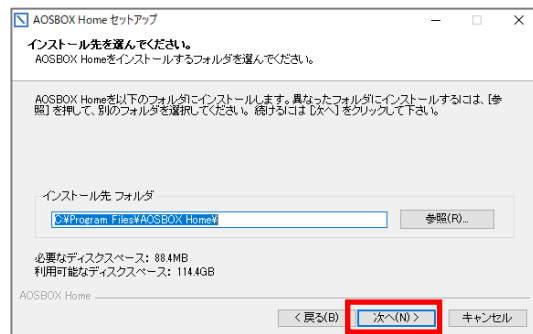 AOSBOX Home セットアップ
インストール先を選んでください。
AOSBOX Homeをインストールするフォルダを選んでください。
AOSBOX Homeを以下のフォルダにインストールします。異なったフォルダにインストールするには、[参
照] を押して、別のフォルダを選択してください。 続けるには [次へ] をクリックして下さい。
インストール先 フォルダ
C:¥Program Files¥AOSBOX Home¥
参照(R)...
必要なディスクスペース: 88.4MB
利用可能なディスクスペース: 114.4GB
AOSBOX Home
< 戻る(B)
次へ(N) >
キャンセル